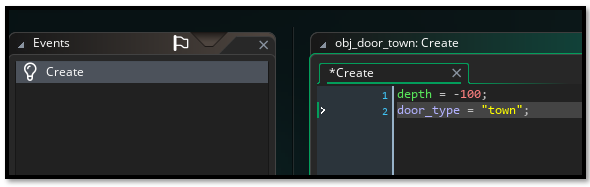 Events
Create
obj_door_town: Create
*Create
1 depth = -100;
2 door_type = "town";